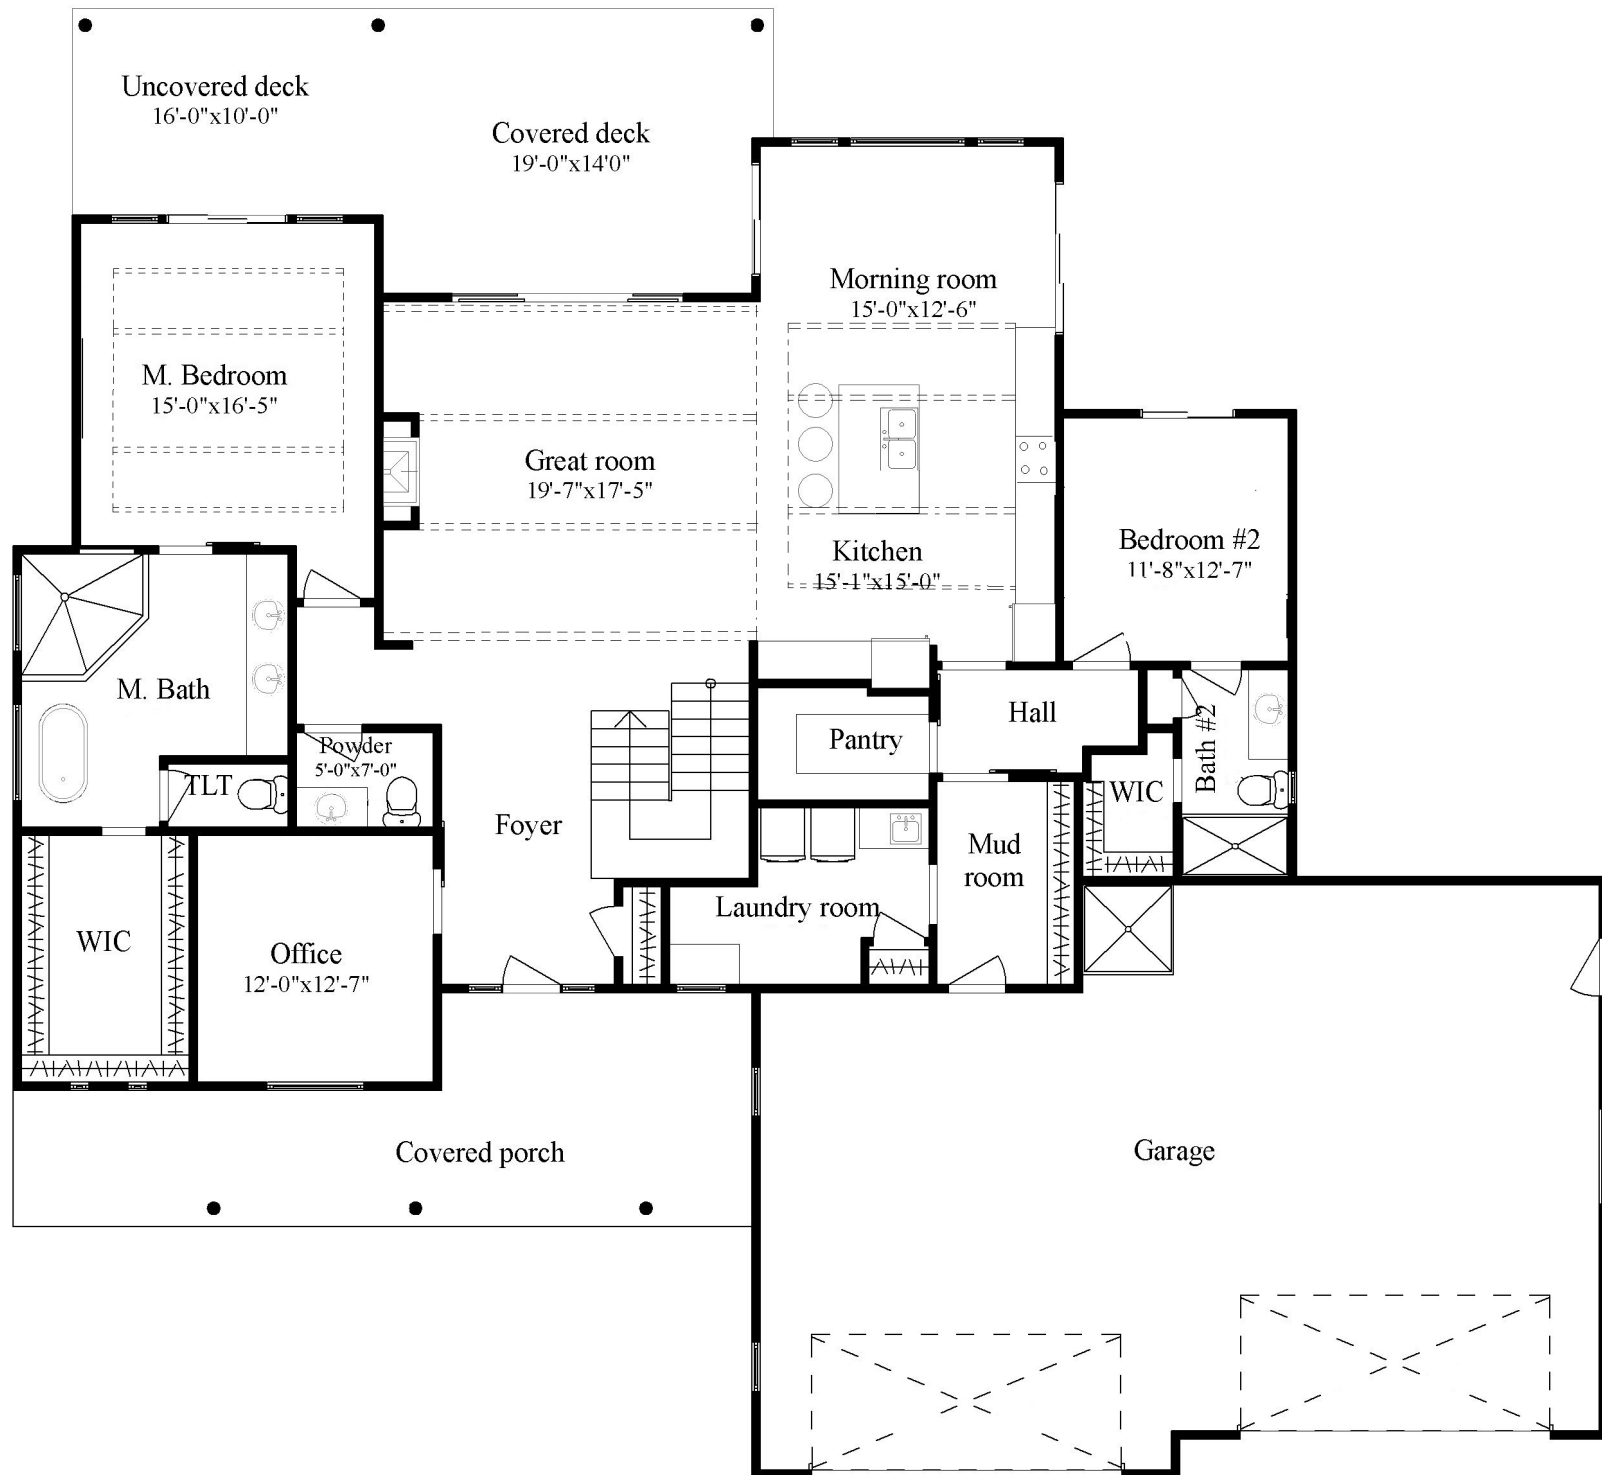 Uncovered deck
16'-0"x10'-0"
Covered deck
19'-0"x14'0"
Morning room
15'-0"x12'-6"
M. Bedroom
15'-0"x16'-5"
Great room
19'-7"x17'-5"
Kitchen
15'-1"x15'-0"
Bedroom #2
11'-8"x12'-7"
M. Bath
Hall
Pantry
Bath #2
Powder
5'-0"x7'-0"
TLT
WIC
Foyer
Mud
room
Laundry room
WIC
Office
12'-0"x12'-7"
Covered porch
Garage